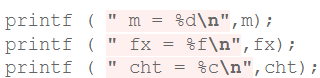 printf ( " m = %d\n",m);
printf ( " fx = %f\n",fx);
printf ( " cht = %c\n",cht);